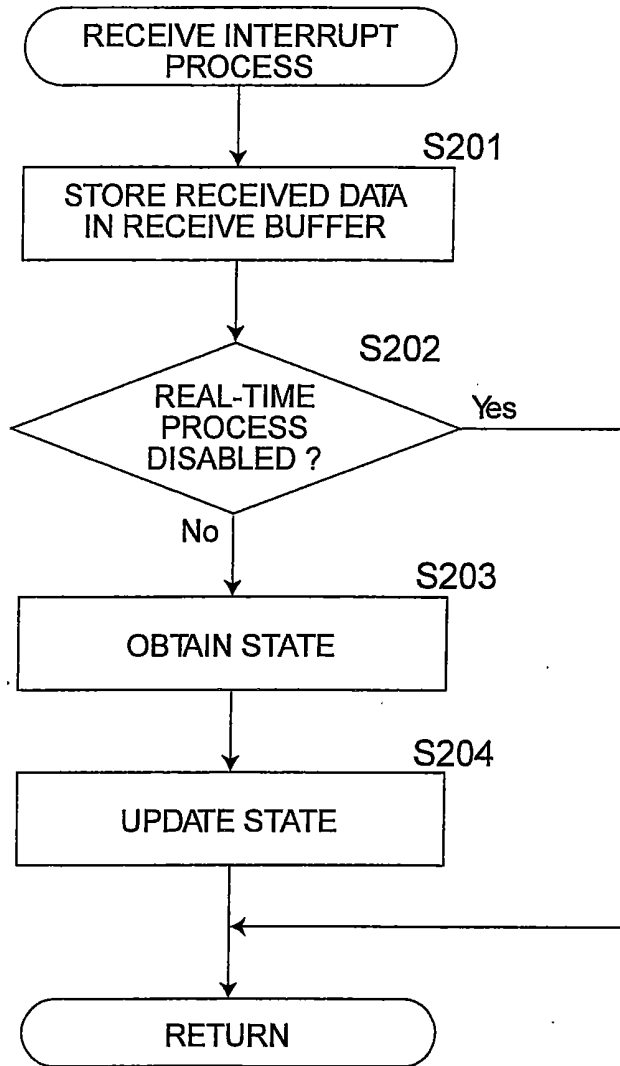 RECEIVE INTERRUPT
PROCESS
S201
STORE RECEIVED DATA
IN RECEIVE BUFFER
S202
REAL-TIME
PROCESS
DISABLED ?
Yes
No
S203
OBTAIN STATE
S204
UPDATE STATE
RETURN